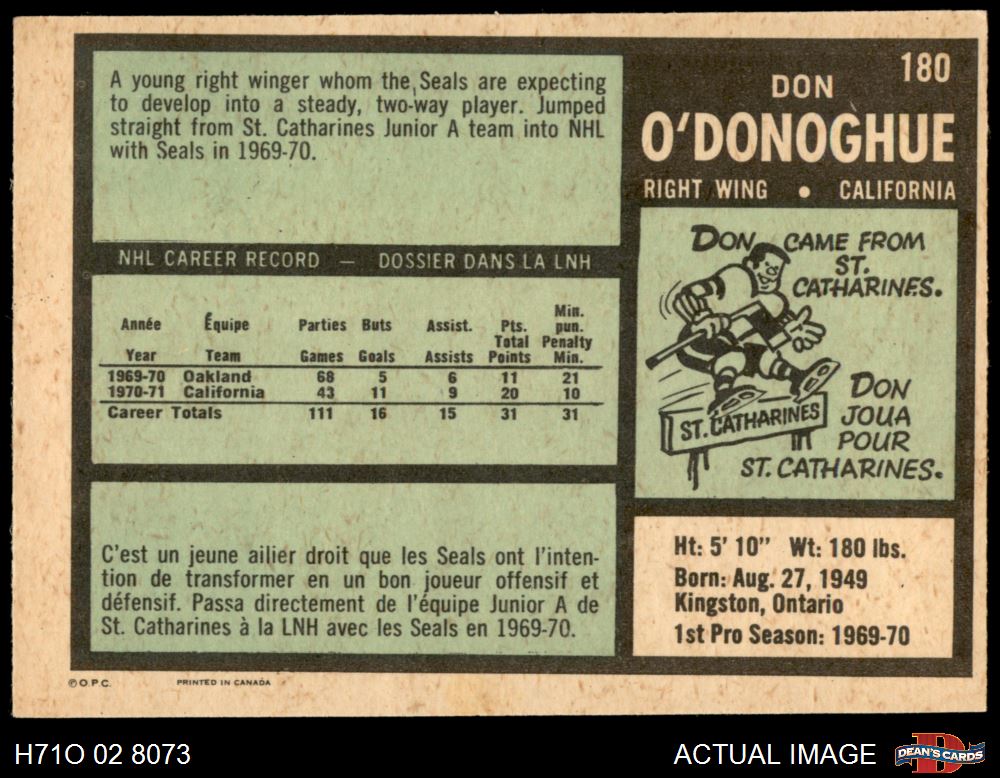 A young right winger whom the Seals are expecting
to develop into a steady, two-way player. Jumped
straight from St. Catharines Junior A team into NHL
with Seals in 1969-70.
NHL CAREER RECORD — DOSSIER DANS LA LNH
Année Équipe Parties Buts Assist. Pts. Total Min. pun.
Year Team Games Goals Assists Points Penalty Min.
1969-70 Oakland 68 5 6 11 21
1970-71 California 43 11 9 20 10
Career Totals 111 16 15 31 31
C'est un jeune ailier droit que les Seals ont l'inten-
tion de transformer en un bon joueur offensif et
défensif. Passa directement de l'équipe Junior A de
St. Catharines à la LNH avec les Seals en 1969-70.
180
DON
O'DONOGHUE
RIGHT WING • CALIFORNIA
DON CAME FROM
ST.
CATHARINES.
ST. CATHARINES
DON
JOUA
POUR
ST. CATHARINES.
Ht: 5' 10" Wt: 180 lbs.
Born: Aug. 27, 1949
Kingston, Ontario
1st Pro Season: 1969-70
© O.P.C. PRINTED IN CANADA
H71O 02 8073 ACTUAL IMAGE DEAN'S CARDS